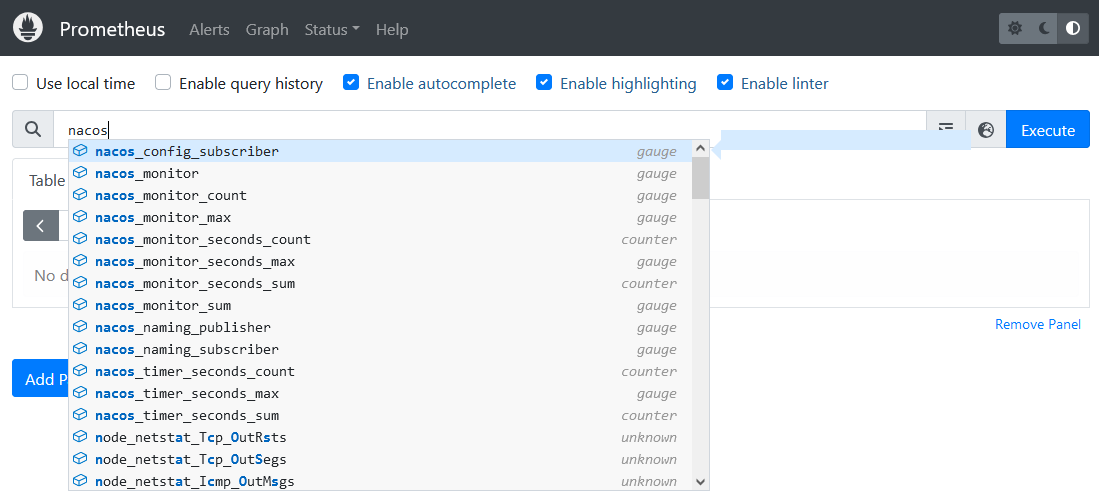 Prometheus Alerts Graph Status Help
Use local time Enable query history Enable autocomplete Enable highlighting Enable linter
nacos Execute
nacos_config_subscriber gauge
Table nacos_monitor gauge
nacos_monitor_count gauge
nacos_monitor_max gauge
nacos_monitor_seconds_count counter
nacos_monitor_seconds_max gauge
No d nacos_monitor_seconds_sum counter
nacos_monitor_sum gauge
nacos_naming_publisher gauge
Remove Panel
nacos_naming_subscriber gauge
nacos_timer_seconds_count counter
Add P nacos_timer_seconds_max gauge
nacos_timer_seconds_sum counter
node_netstat_Tcp_OutRsts unknown
node_netstat_Tcp_OutSegs unknown
node_netstat_Icmp_OutMsgs unknown